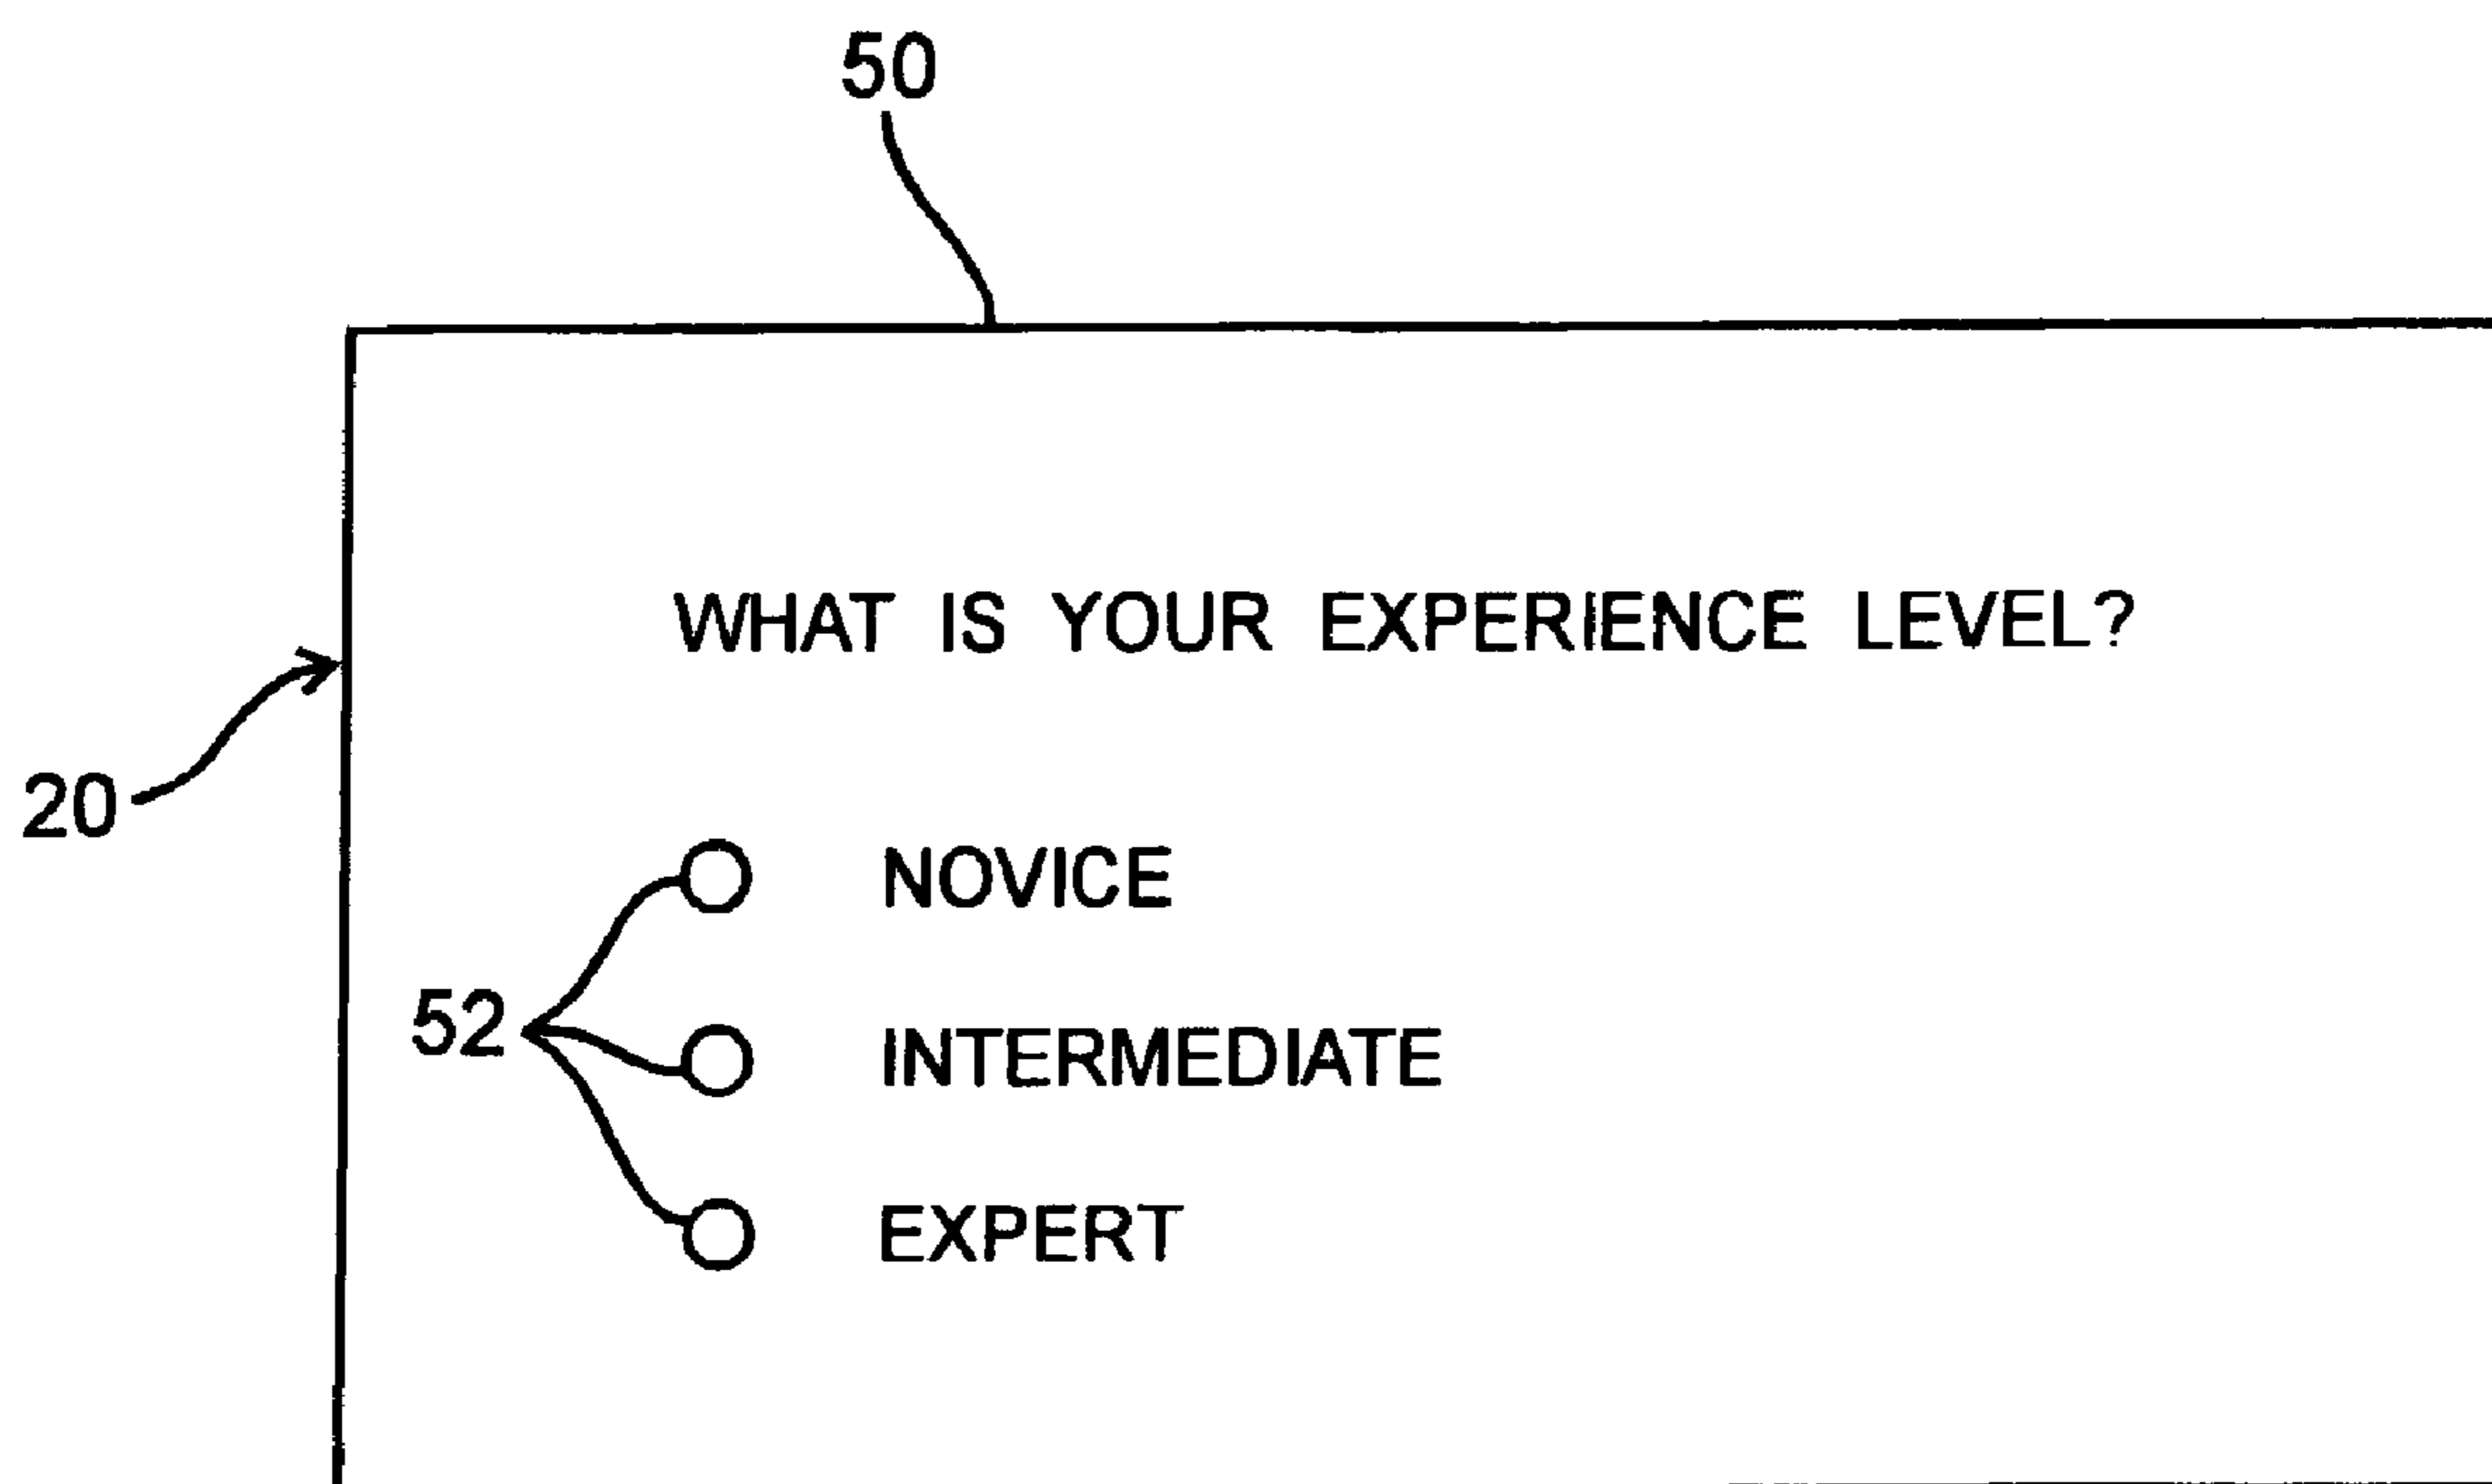 50
WHAT IS YOUR EXPERIENCE LEVEL?
20
NOVICE
52
INTERMEDIATE
EXPERT